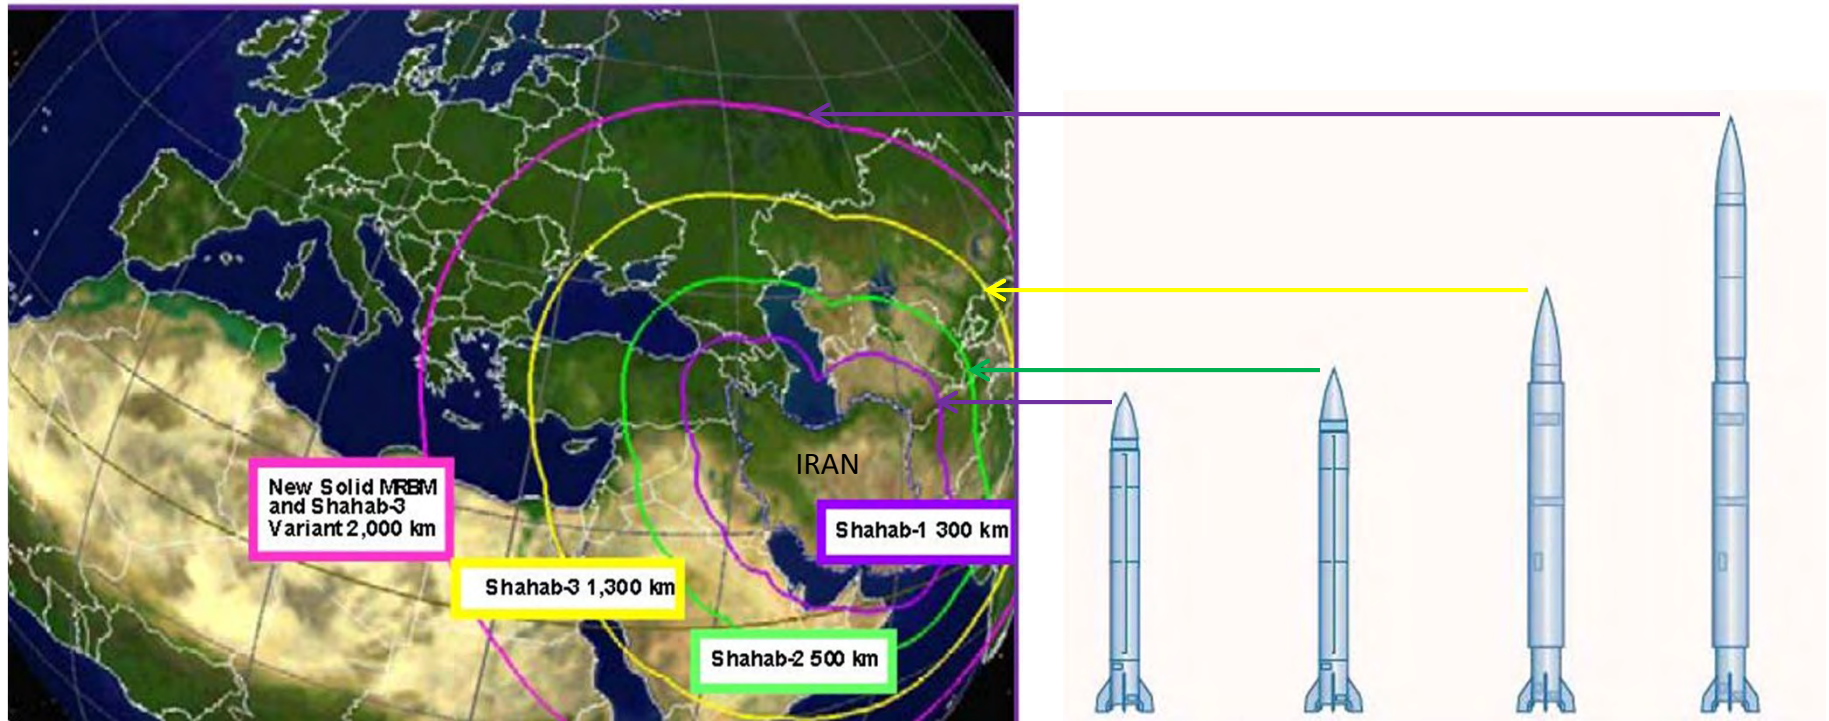 IRAN
New Solid MRBM
and Shahab-3
Variant 2,000 km
Shahab-1 300 km
Shahab-3 1,300 km
Shahab-2 500 km